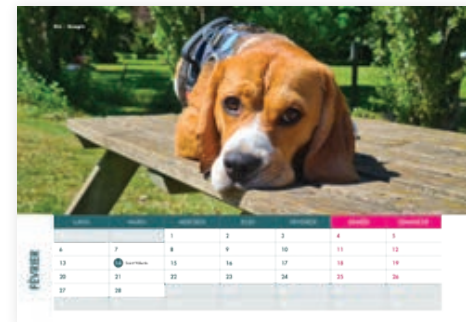 LUNDI MARDI MERCREDI JEUDI VENDREDI SAMEDI DIMANCHE
1 2 3 4 5
FÉVRIER
6 7 8 9 10 11 12
13 14 15 16 17 18 19
20 21 22 23 24 25 26
27 28